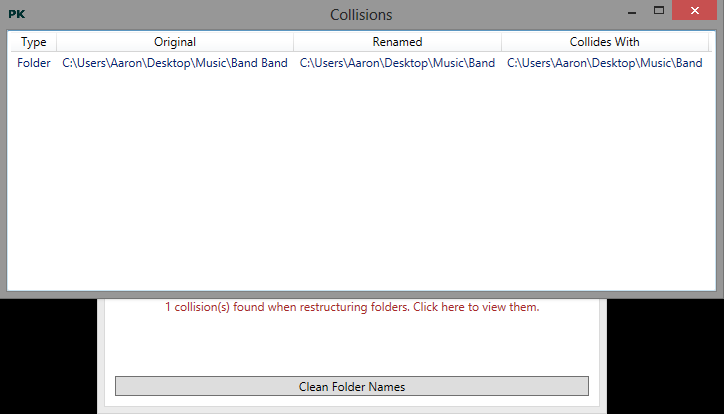 PK Collisions
Type Original Renamed Collides With
Folder C:\Users\Aaron\Desktop\Music\Band Band C:\Users\Aaron\Desktop\Music\Band C:\Users\Aaron\Desktop\Music\Band
1 collision(s) found when restructuring folders. Click here to view them.
Clean Folder Names